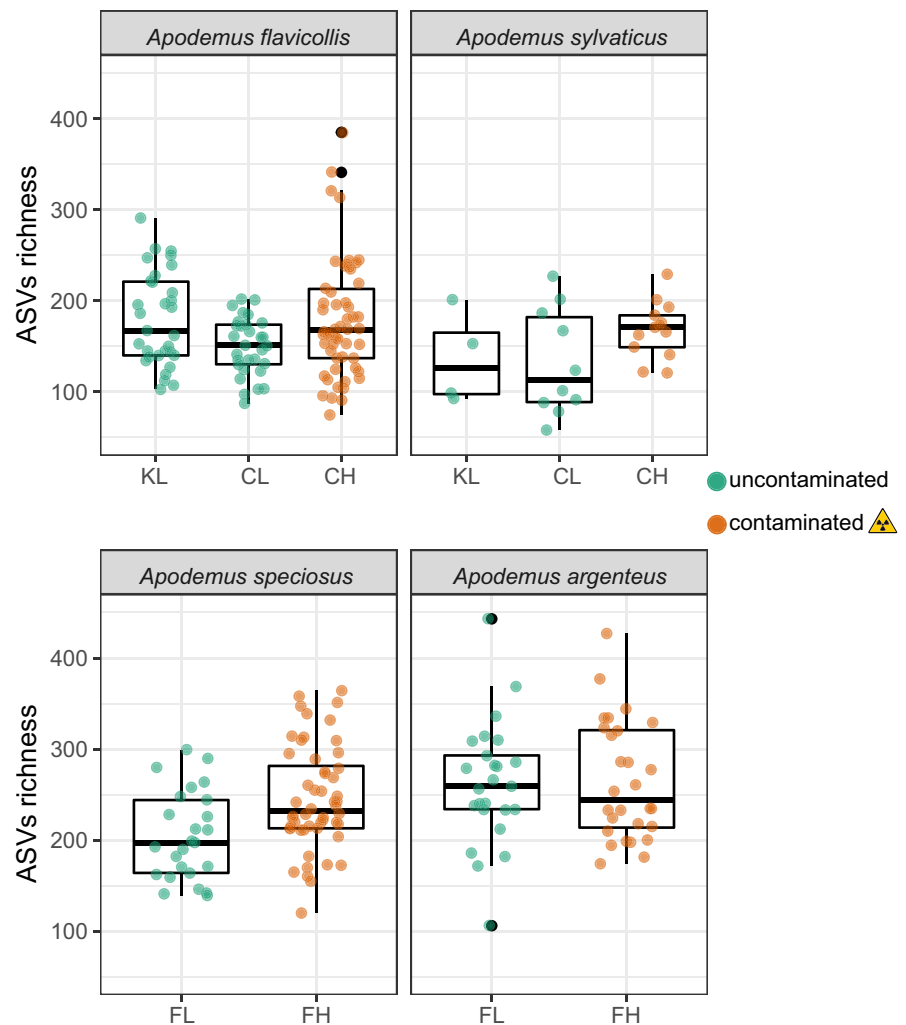 Apodemus flavicollis
Apodemus sylvaticus
ASVs richness
400
300
200
100
KL
CL
CH
KL
CL
CH
uncontaminated
contaminated
Apodemus speciosus
Apodemus argenteus
ASVs richness
400
300
200
100
FL
FH
FL
FH